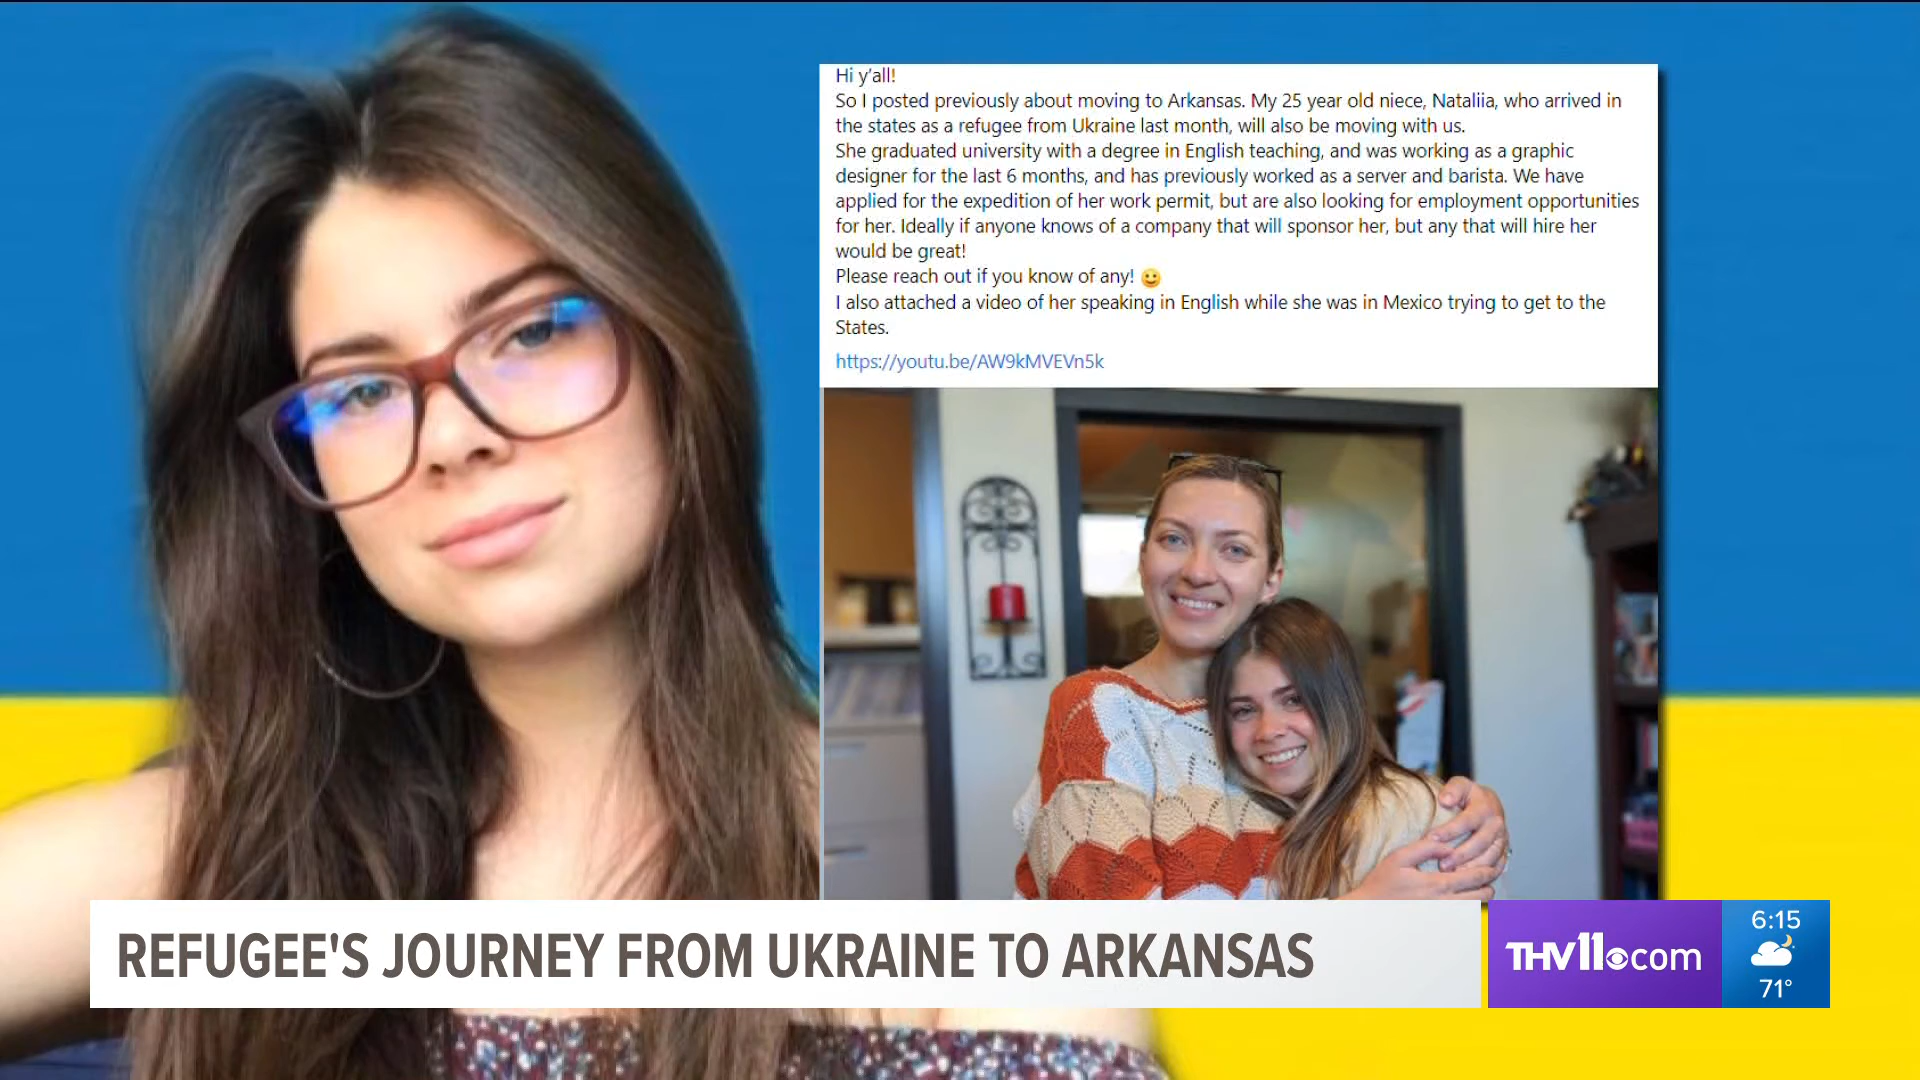 Hi y'all!
So I posted previously about moving to Arkansas. My 25 year old niece, Nataliia, who arrived in
the states as a refugee from Ukraine last month, will also be moving with us.
She graduated university with a degree in English teaching, and was working as a graphic
designer for the last 6 months, and has previously worked as a server and barista. We have
applied for the expedition of her work permit, but are also looking for employment opportunities
for her. Ideally if anyone knows of a company that will sponsor her, but any that will hire her
would be great!
Please reach out if you know of any! 🙂
I also attached a video of her speaking in English while she was in Mexico trying to get to the
States.
https://youtu.be/AW9kMVEVn5k
REFUGEE'S JOURNEY FROM UKRAINE TO ARKANSAS
THV11.com
6:15
71°